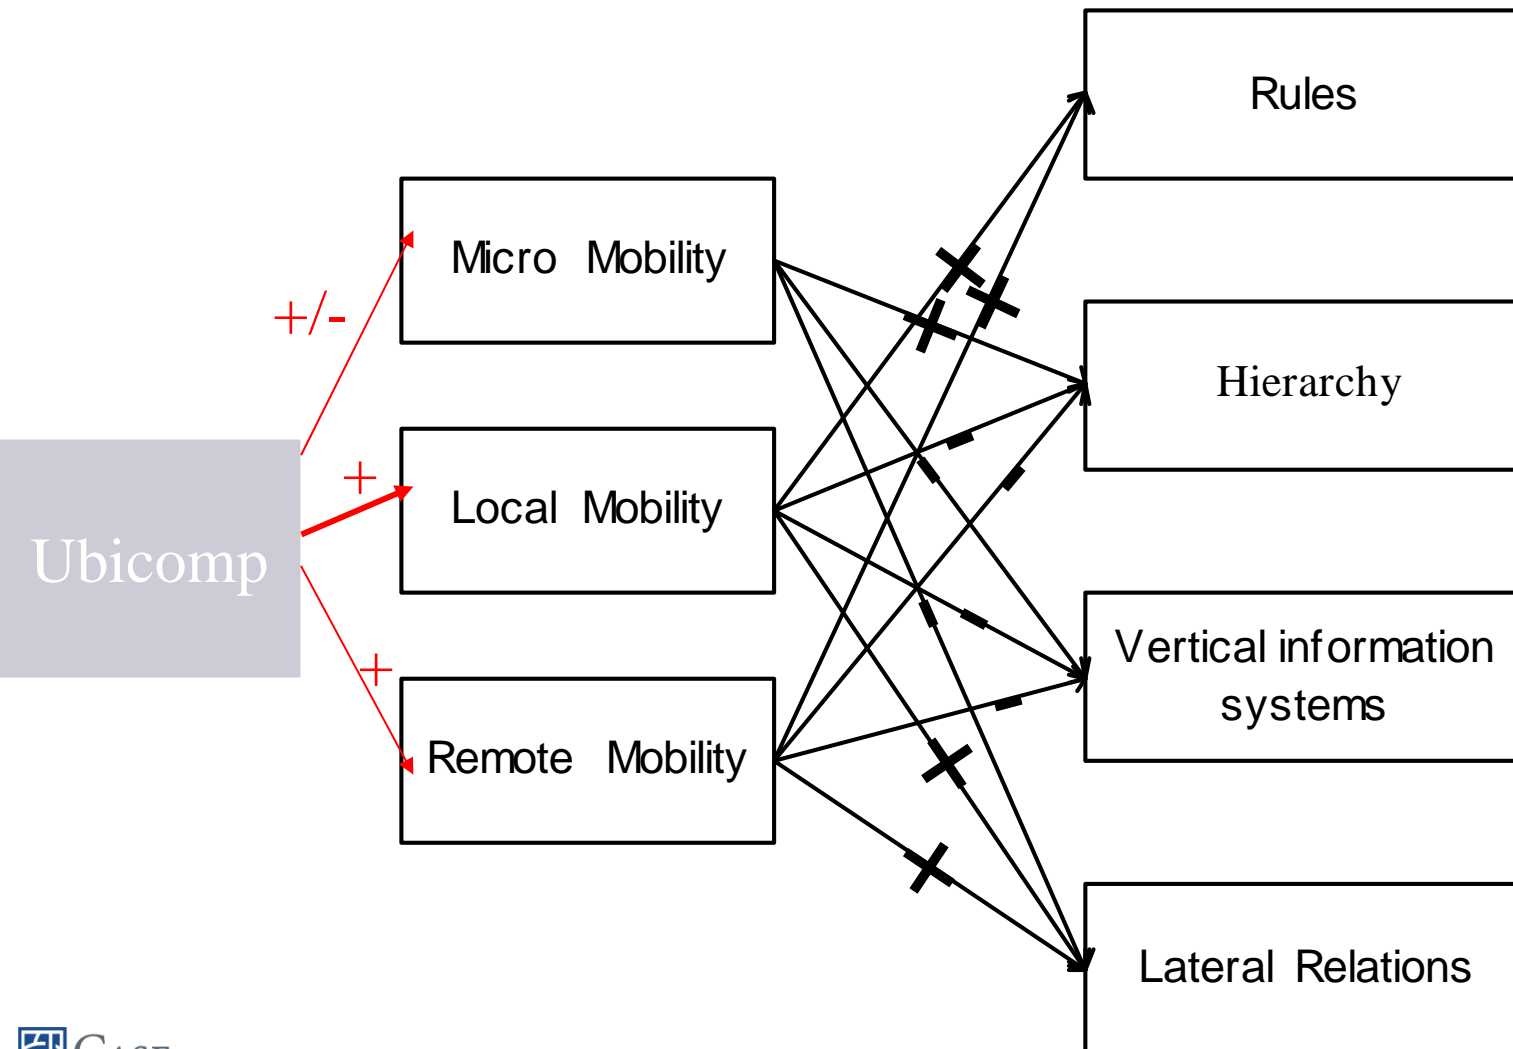 Rules
Micro Mobility
+/-
Hierarchy
+
Local Mobility
Ubicomp
Vertical information
systems
+
Remote Mobility
Lateral Relations